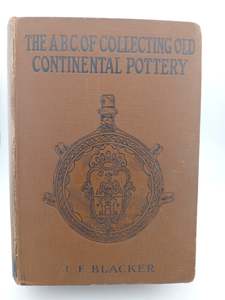 THE A.B.C. OF COLLECTING OLD
CONTINENTAL POTTERY
J. F. BLACKER